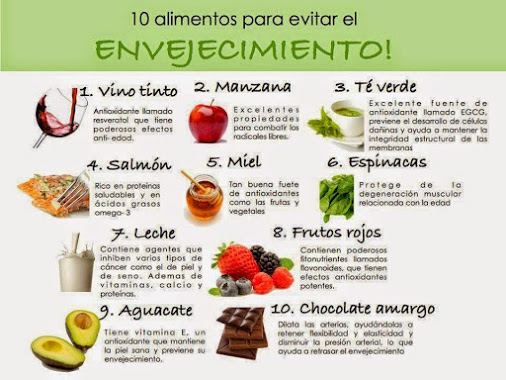 10 alimentos para evitar el
ENVEJECIMIENTO!
1. Vino tinto
Antioxidante llamado
resveratol que tiene
poderosos efectos
anti- edad.
2. Manzana
Excelentes
propiedades
para combatir los
radicales libres.
3. Té verde
Excelente fuente de
antioxidante llamado EGCG,
previene el desarrollo de células
dañinas y ayuda a mantener la
integridad estructural de las
membranas
4. Salmón
Rico en proteínas
saludables y en
ácidos grasos
omega- 3
5. Miel
Tan buena fuete
de antioxidantes
como las frutas y
vegetales
6. Espinacas
Protege de la
degeneración muscular
relacionada con la edad
7. Leche
Contiene agentes que
inhiben varios tipos de
cáncer como el de piel y
de seno. Ademas de
vitaminas, calcio y
proteínas.
8. Frutos rojos
Contienen poderosos
fitonutrientes llamados
flavonoides, que tienen
efectos antioxidantes
potentes.
9. Aguacate
Tiene vitamina E, un
antioxidante que mantiene
la piel sana y previene su
envejecimiento.
10. Chocolate amargo
Dilata las arterias, ayudándolas a
retener flexibilidad y elasticidad y
disminuir la presión arterial, lo que
ayuda a retrasar el envejecimiento